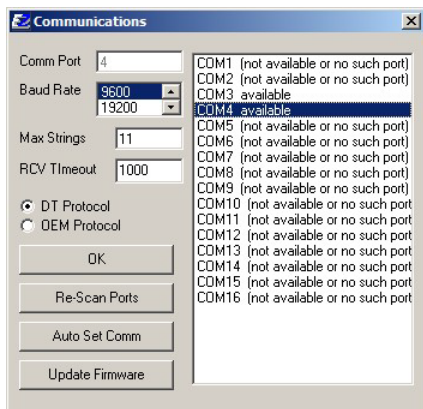 EZ Communications
Comm Port 4
Baud Rate 9600
19200
Max Strings 11
RCV TImeout 1000
DT Protocol
OEM Protocol
OK
Re-Scan Ports
Auto Set Comm
Update Firmware
COM1 (not available or no such port)
COM2 (not available or no such port)
COM3 available
COM4 available
COM5 (not available or no such port)
COM6 (not available or no such port)
COM7 (not available or no such port)
COM8 (not available or no such port)
COM9 (not available or no such port)
COM10 (not available or no such port
COM11 (not available or no such port
COM12 (not available or no such port
COM13 (not available or no such port
COM14 (not available or no such port
COM15 (not available or no such port
COM16 (not available or no such port